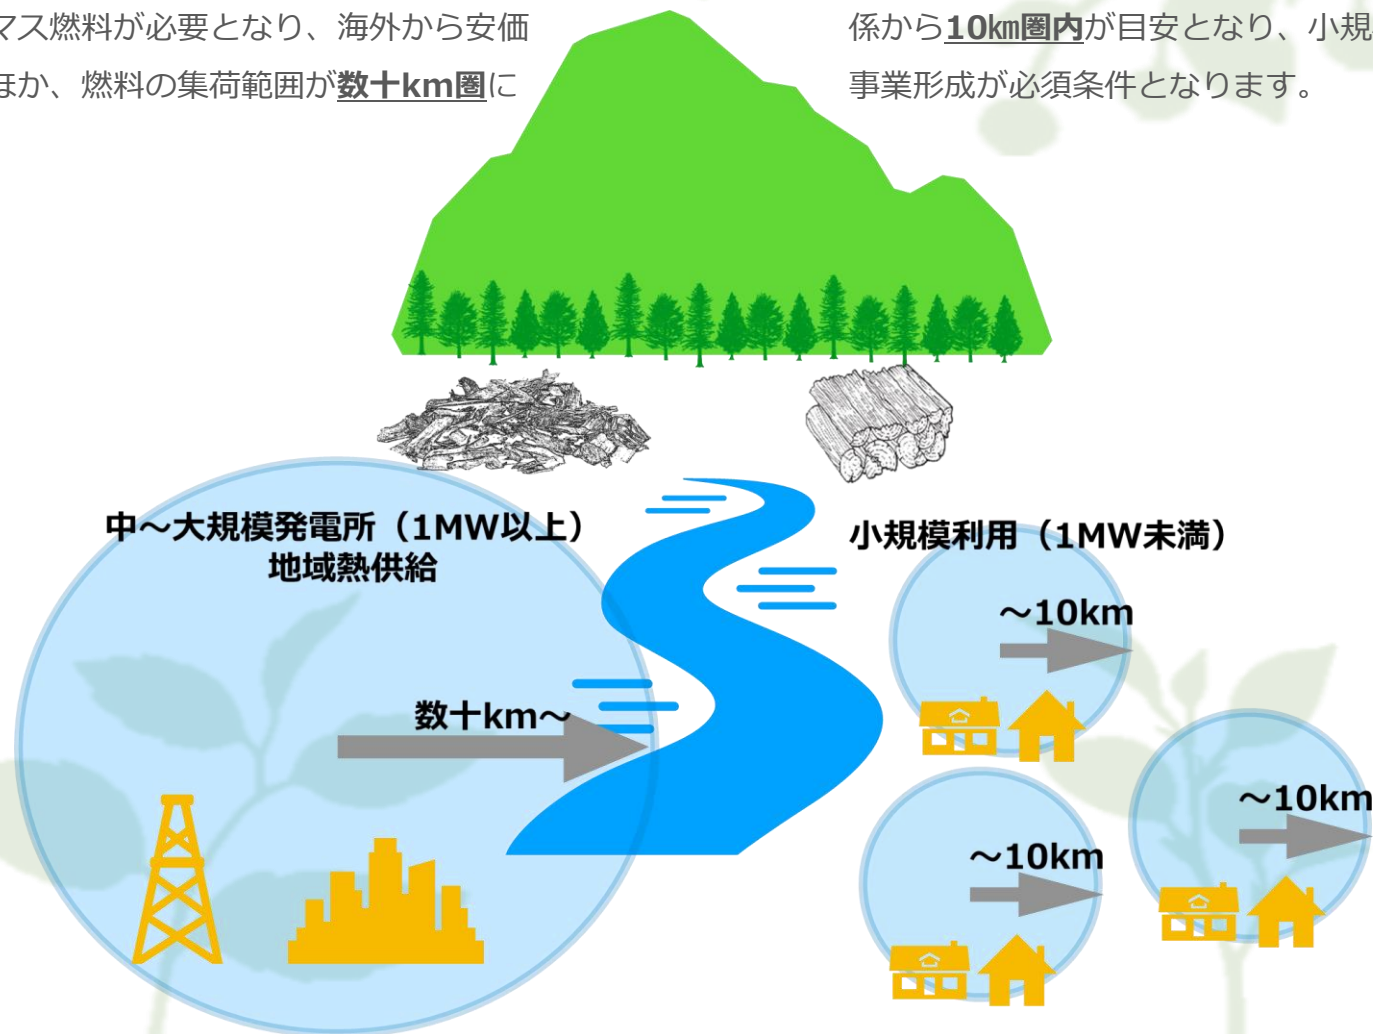 マス燃料が必要となり、海外から安価
ほか、燃料の集荷範囲が数十km圏に
係から10㎞圏内が目安となり、小規
事業形成が必須条件となります。
中～大規模発電所（1MW以上）
地域熱供給
数十km～
小規模利用（1MW未満）
～10km
～10km
～10km